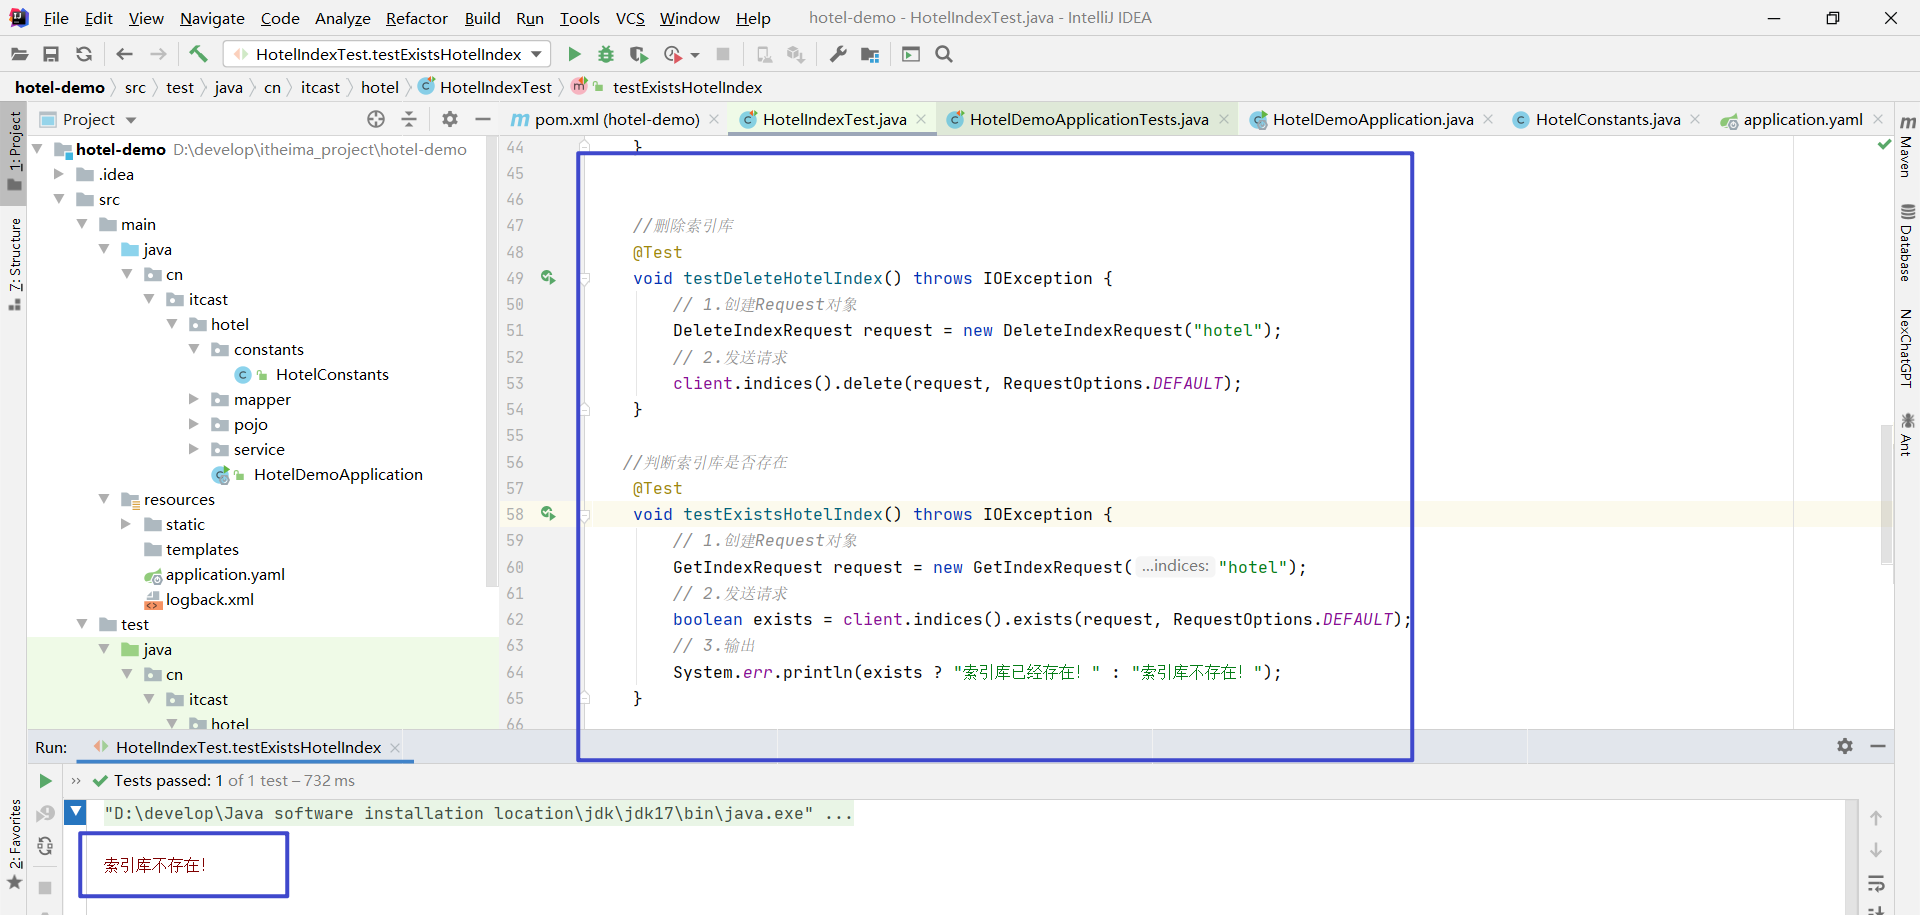 File Edit View Navigate Code Analyze Refactor Build Run Tools VCS Window Help hotel-demo - HotelIndexTest.java - IntelliJ IDEA
HotelIndexTest.testExistsHotelIndex
hotel-demo src test java cn itcast hotel HotelIndexTest testExistsHotelIndex
Project
pom.xml (hotel-demo) HotelIndexTest.java HotelDemoApplicationTests.java HotelDemoApplication.java HotelConstants.java application.yaml
1: Project
7: Structure
2: Favorites
hotel-demo D:\develop\itheima_project\hotel-demo
.idea
src
main
java
cn
itcast
hotel
constants
HotelConstants
mapper
pojo
service
HotelDemoApplication
resources
static
templates
application.yaml
logback.xml
test
java
cn
itcast
hotel
44 }
45
46
47 //删除索引库
48 @Test
49 void testDeleteHotelIndex() throws IOException {
50 // 1.创建Request对象
51 DeleteIndexRequest request = new DeleteIndexRequest("hotel");
52 // 2.发送请求
53 client.indices().delete(request, RequestOptions.DEFAULT);
54 }
55
56 //判断索引库是否存在
57 @Test
58 void testExistsHotelIndex() throws IOException {
59 // 1.创建Request对象
60 GetIndexRequest request = new GetIndexRequest( ...indices: "hotel");
61 // 2.发送请求
62 boolean exists = client.indices().exists(request, RequestOptions.DEFAULT);
63 // 3.输出
64 System.err.println(exists ? "索引库已经存在！" : "索引库不存在！");
65 }
66
m Maven
Database
NexChatGPT
Ant
Run: HotelIndexTest.testExistsHotelIndex
Tests passed: 1 of 1 test – 732 ms
"D:\develop\Java software installation location\jdk\jdk17\bin\java.exe" ...
索引库不存在！